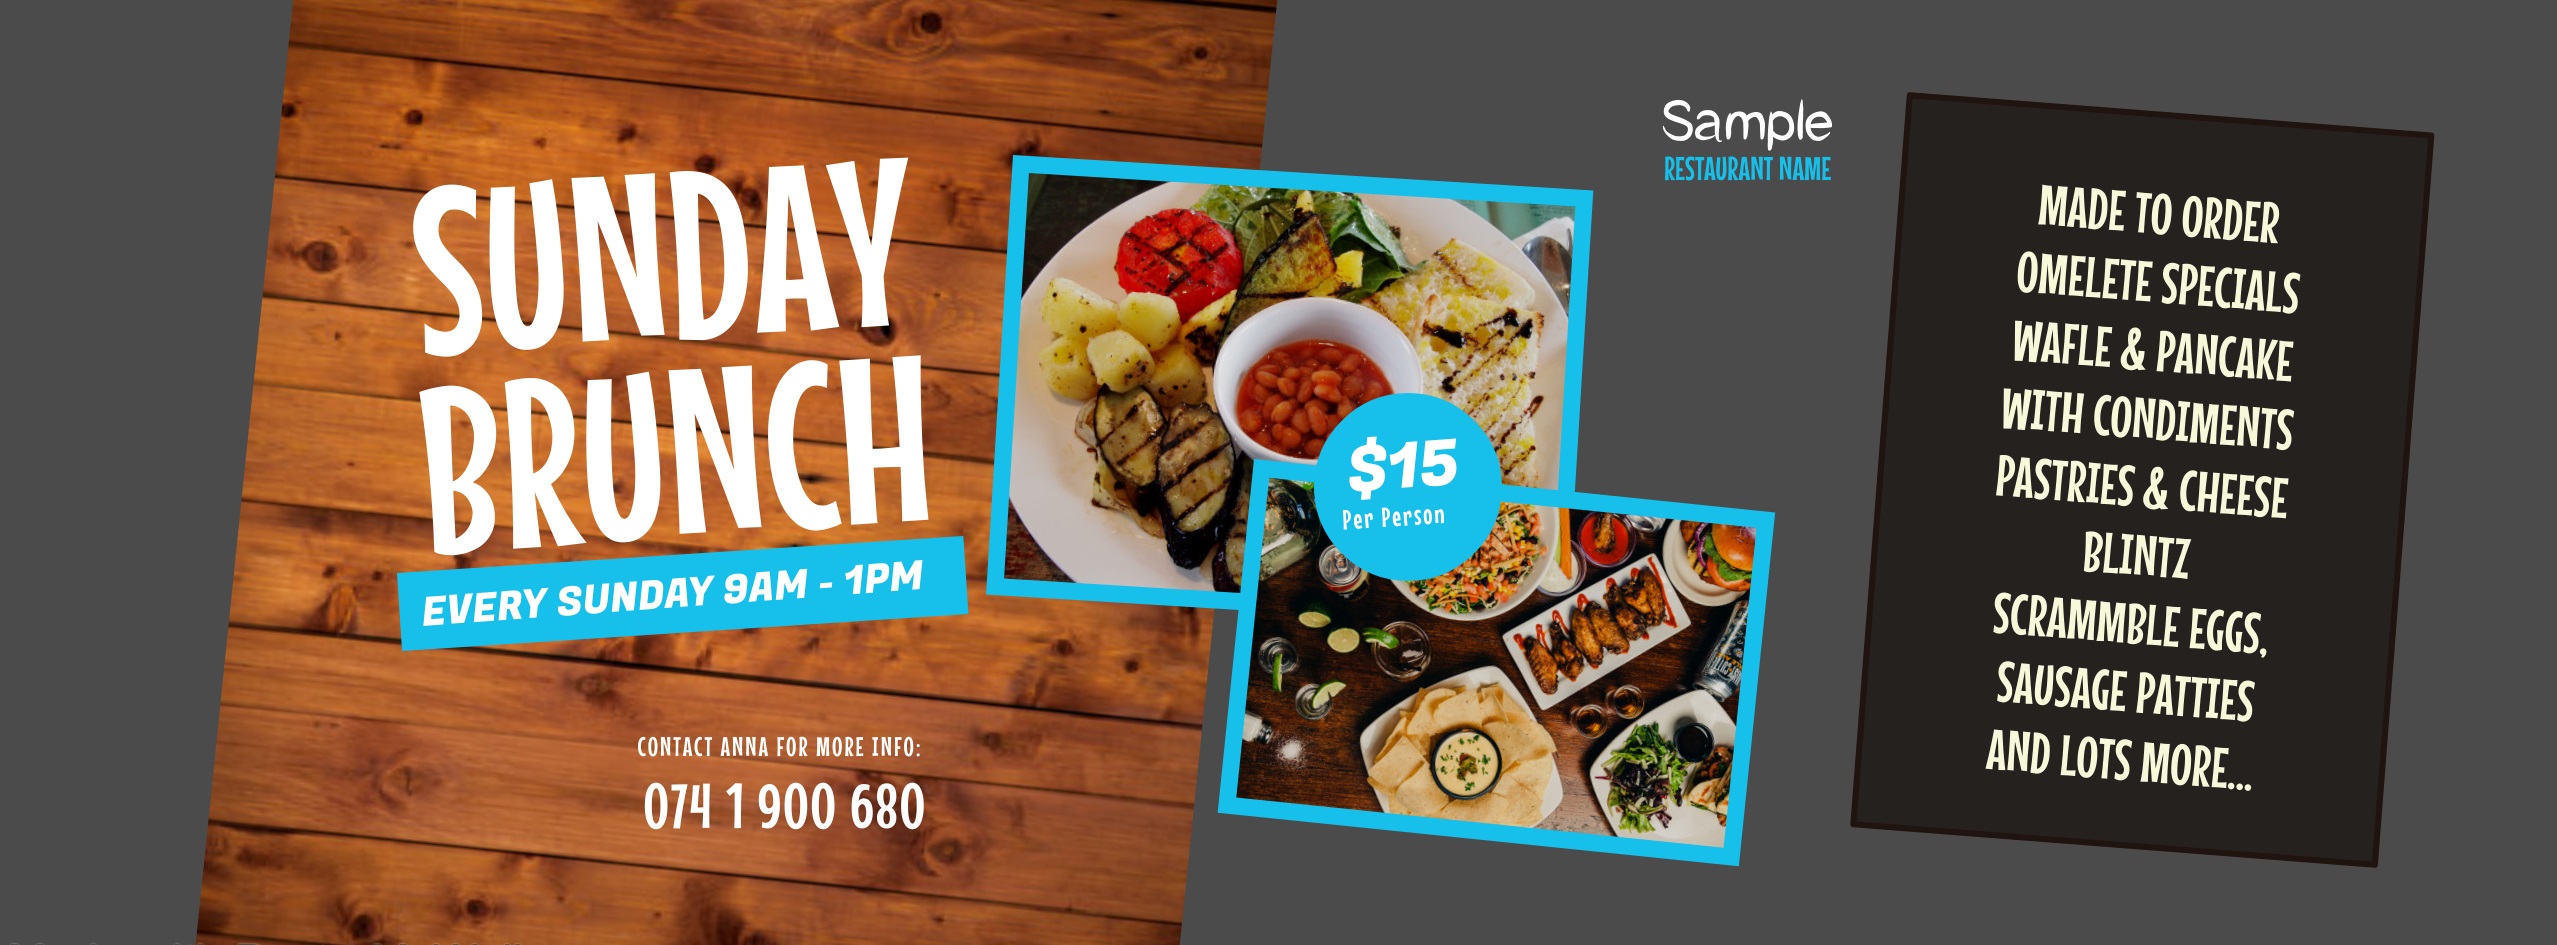 SUNDAY
BRUNCH
EVERY SUNDAY 9AM - 1PM
CONTACT ANNA FOR MORE INFO:
074 1 900 680
$15
Per Person
Sample
RESTAURANT NAME
MADE TO ORDER
OMELETE SPECIALS
WAFLE & PANCAKE
WITH CONDIMENTS
PASTRIES & CHEESE
BLINTZ
SCRAMMBLE EGGS,
SAUSAGE PATTIES
AND LOTS MORE...